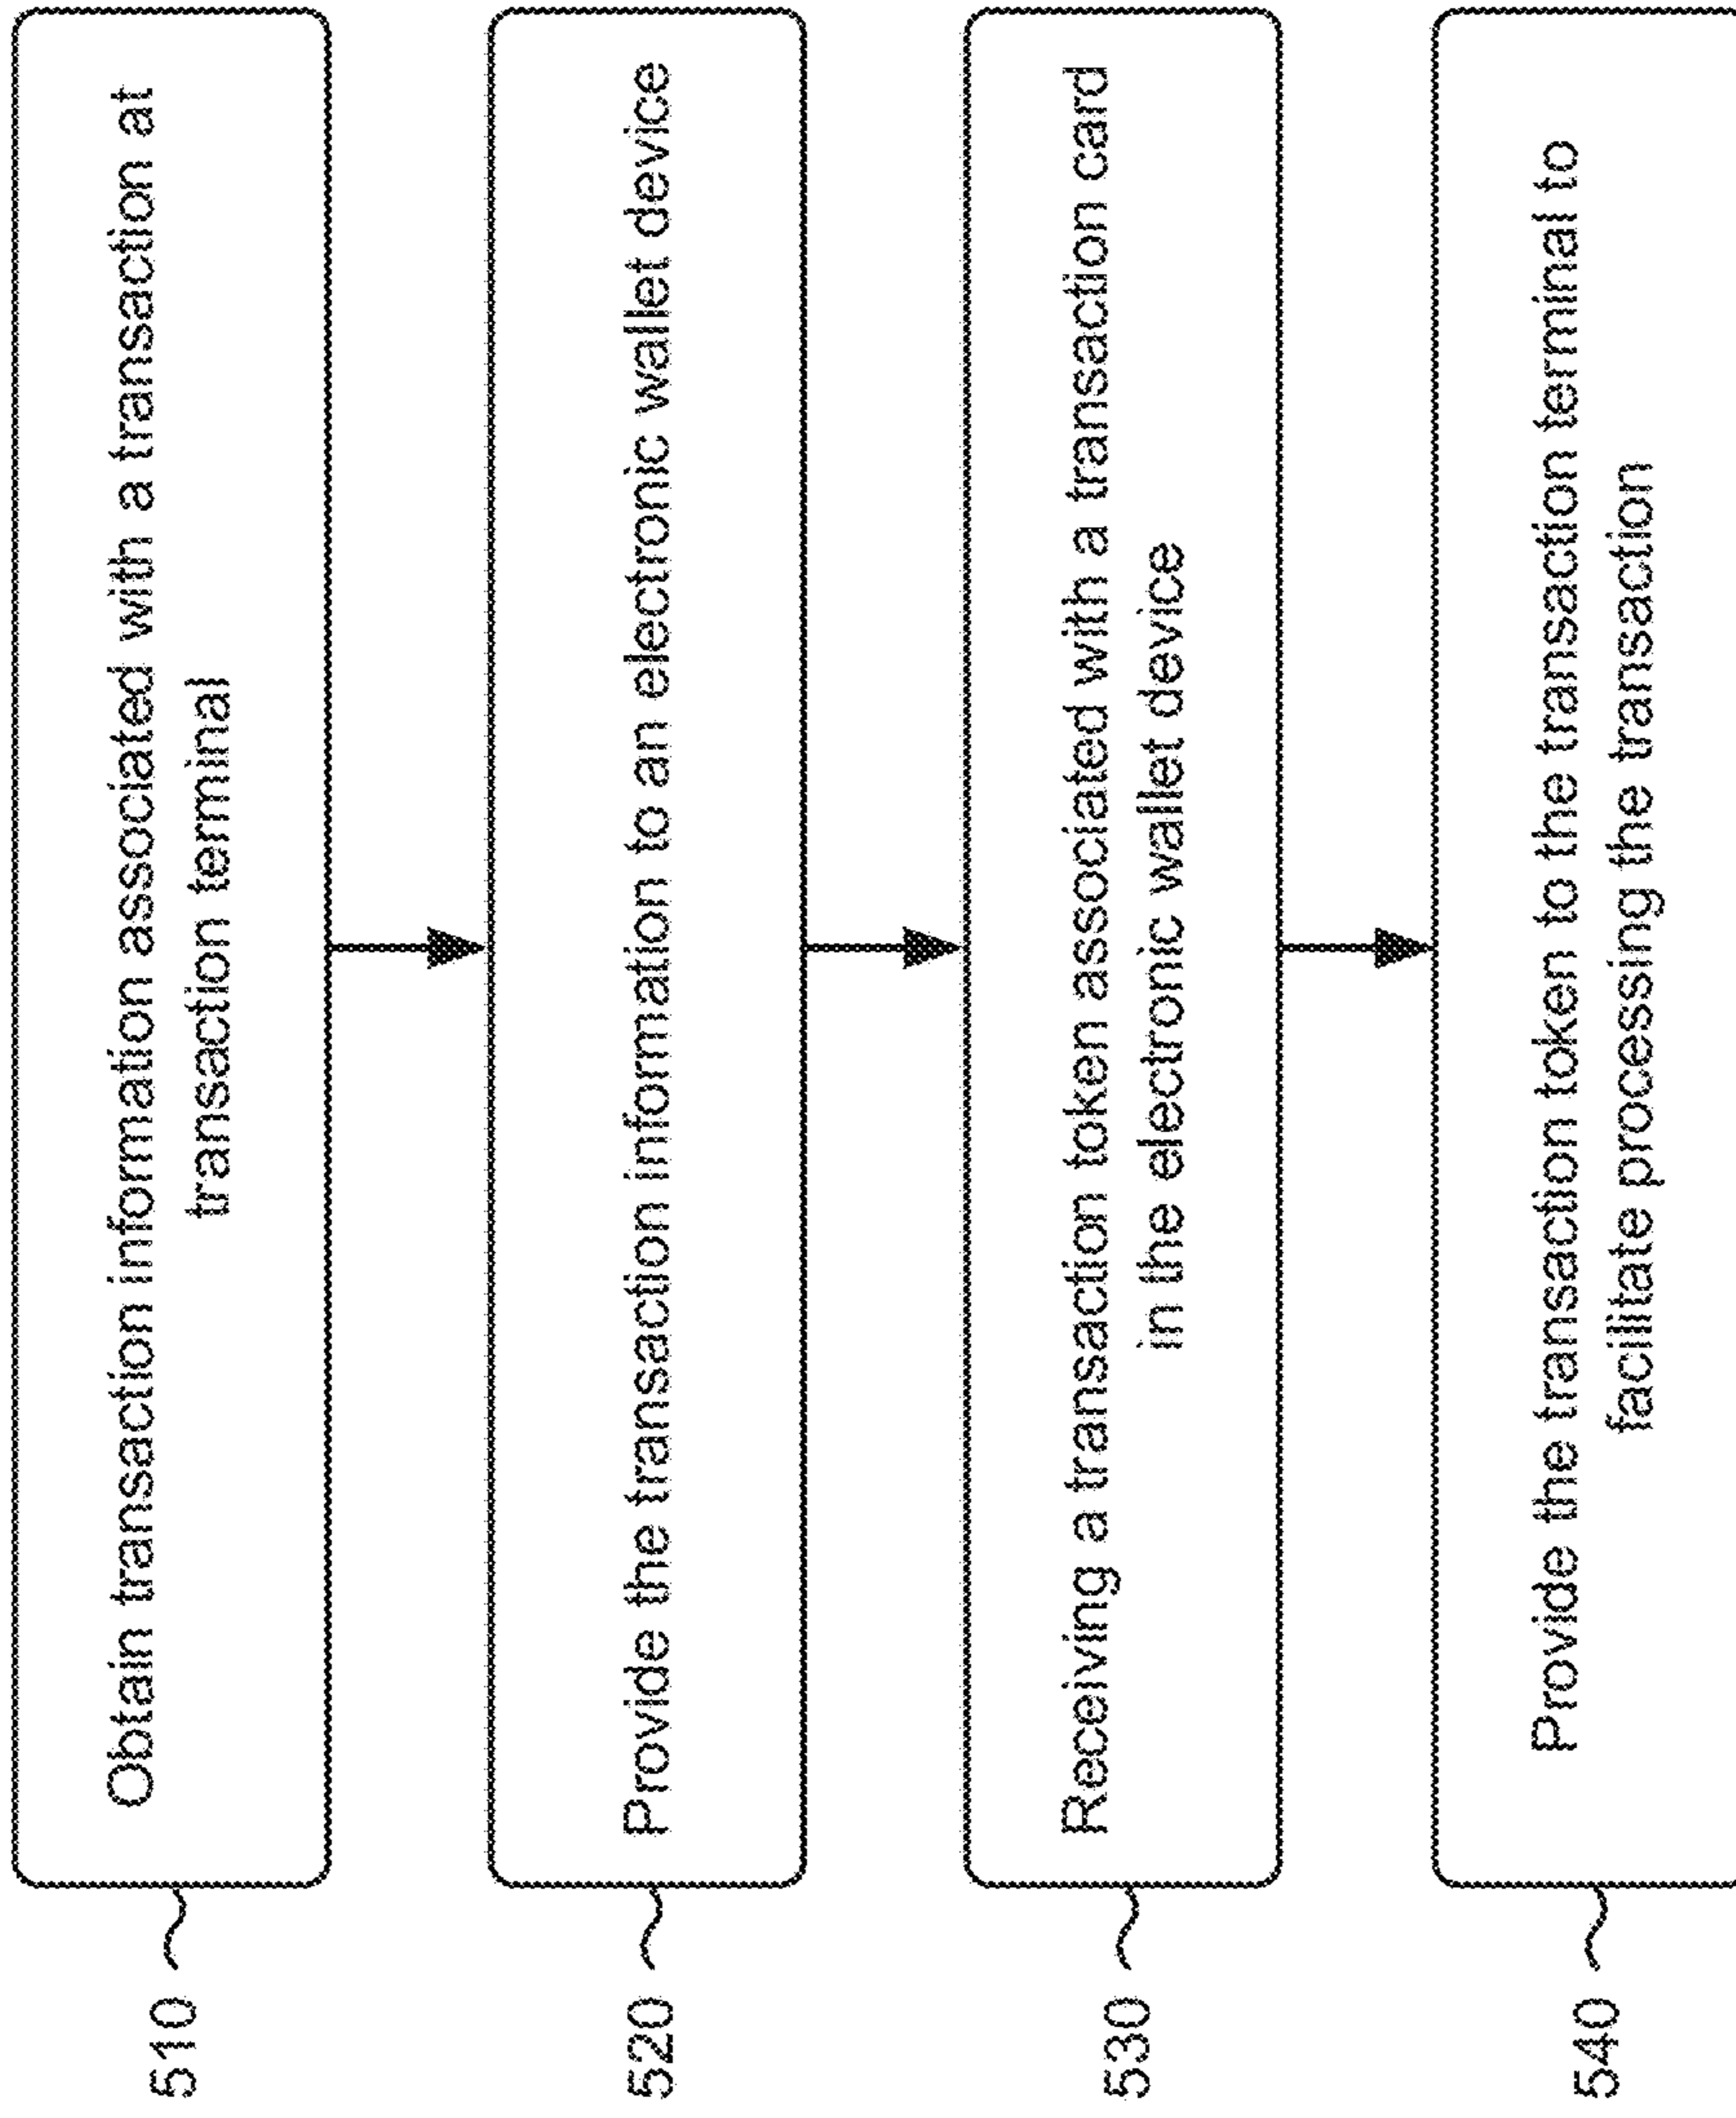 510
Obtain transaction information associated with a transaction at
transaction terminal
520
Provide the transaction information to an electronic wallet device
530
Receiving a transaction token associated with a transaction card
in the electronic wallet device
540
Provide the transaction token to the transaction terminal to
facilitate processing the transaction